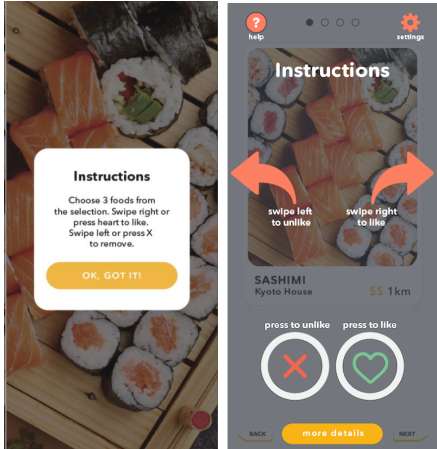 Instructions
Choose 3 foods from
the selection. Swipe right or
press heart to like.
Swipe left or press X
to remove.
OK, GOT IT!
?
help
settings
Instructions
swipe left
to unlike
swipe right
to like
SASHIMI
Kyoto House
$$ 1km
press to unlike
press to like
BACK
more details
NEXT